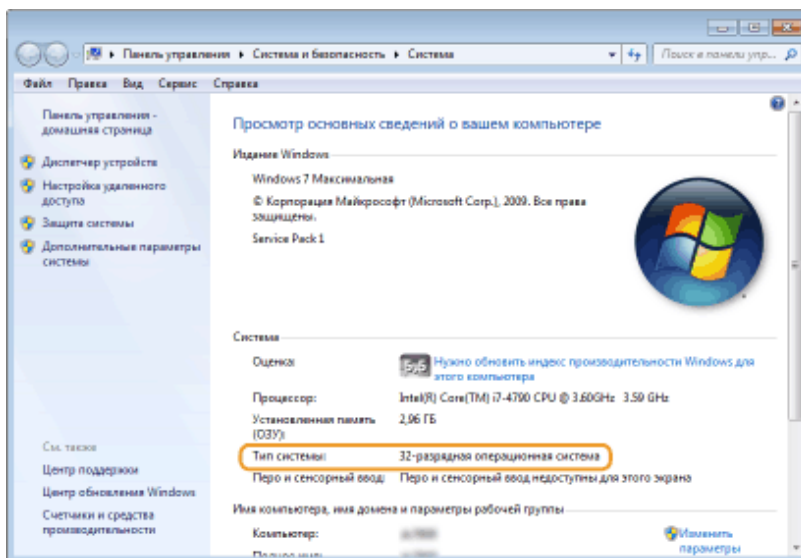 Панель управления ▸ Система и безопасность ▸ Система
Поиск в панели упр...
Файл Правка Вид Сервис Справка
Панель управления -
домашняя страница
Диспетчер устройств
Настройка удаленного
доступа
Защита системы
Дополнительные параметры
системы
См. также
Центр поддержки
Центр обновления Windows
Счетчики и средства
производительности
Просмотр основных сведений о вашем компьютере
Издание Windows
Windows 7 Максимальная
© Корпорация Майкрософт (Microsoft Corp.), 2009. Все права
защищены.
Service Pack 1
Система
Оценка: 5,6 Нужно обновить индекс производительности Windows для
этого компьютера
Процессор: Intel(R) Core(TM) i7-4790 CPU @ 3.60GHz 3.59 GHz
Установленная память 2,96 ГБ
(ОЗУ):
Тип системы: 32-разрядная операционная система
Перо и сенсорный ввод: Перо и сенсорный ввод недоступны для этого экрана
Имя компьютера, имя домена и параметры рабочей группы
Компьютер:
Изменить
параметры